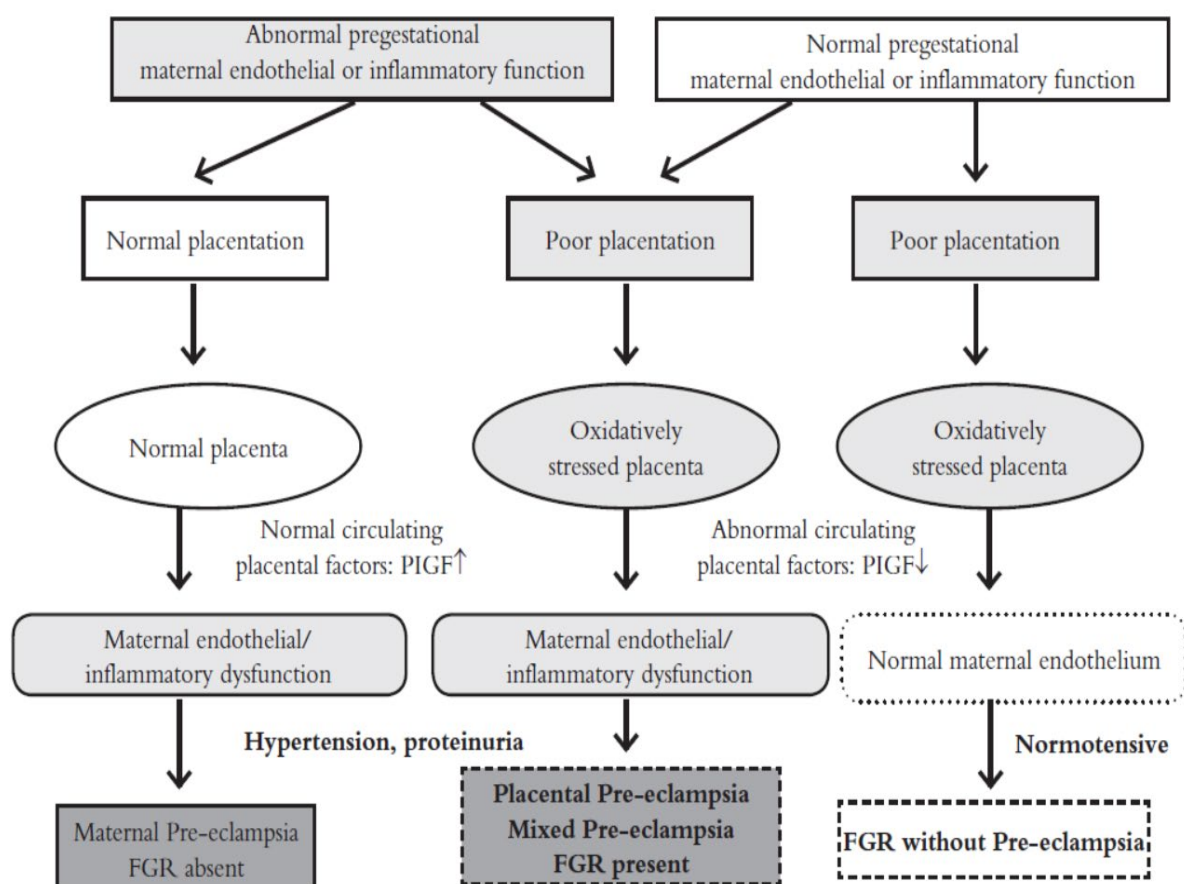 Abnormal pregestational
maternal endothelial or inflammatory function
Normal pregestational
maternal endothelial or inflammatory function
Normal placentation
Poor placentation
Poor placentation
Normal placenta
Oxidatively
stressed placenta
Oxidatively
stressed placenta
Normal circulating
placental factors: PIGF↑
Abnormal circulating
placental factors: PIGF↓
Maternal endothelial/
inflammatory dysfunction
Maternal endothelial/
inflammatory dysfunction
Normal maternal endothelium
Hypertension, proteinuria
Normotensive
Maternal Pre-eclampsia
FGR absent
Placental Pre-eclampsia
Mixed Pre-eclampsia
FGR present
FGR without Pre-eclampsia